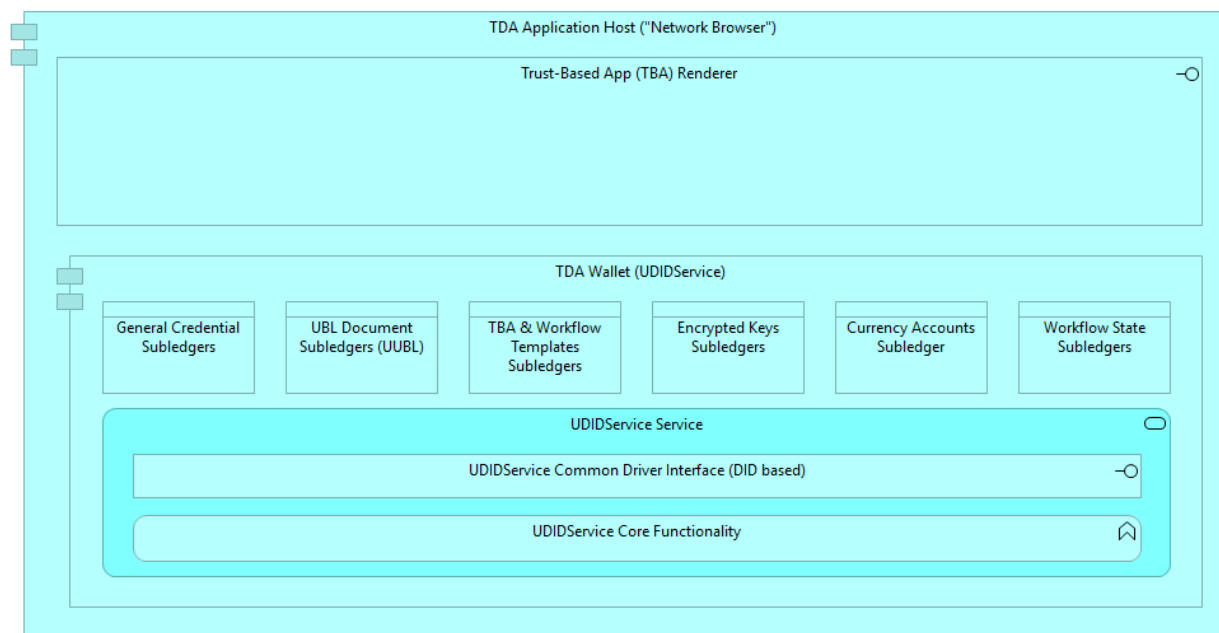 TDA Application Host ("Network Browser")
Trust-Based App (TBA) Renderer
TDA Wallet (UDIDService)
General Credential
Subledgers
UBL Document
Subledgers (UUBL)
TBA & Workflow
Templates
Subledgers
Encrypted Keys
Subledgers
Currency Accounts
Subledger
Workflow State
Subledgers
UDIDService Service
UDIDService Common Driver Interface (DID based)
UDIDService Core Functionality